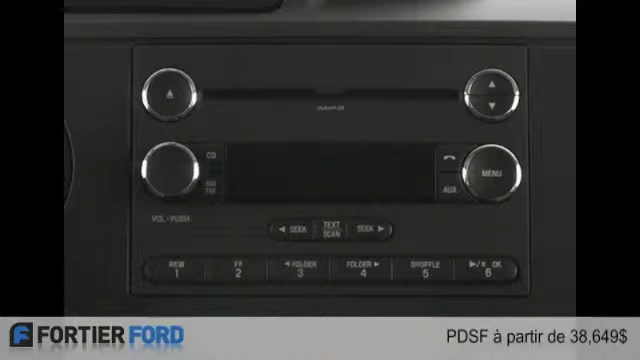 CD
AM
FM
AUX
MENU
VOL - PUSH
SEEK
TEXT
SCAN
SEEK
REW
1
FF
2
FOLDER
3
FOLDER
4
SHUFFLE
5
OK
6
FORTIER FORD
PDSF à partir de 38,649$